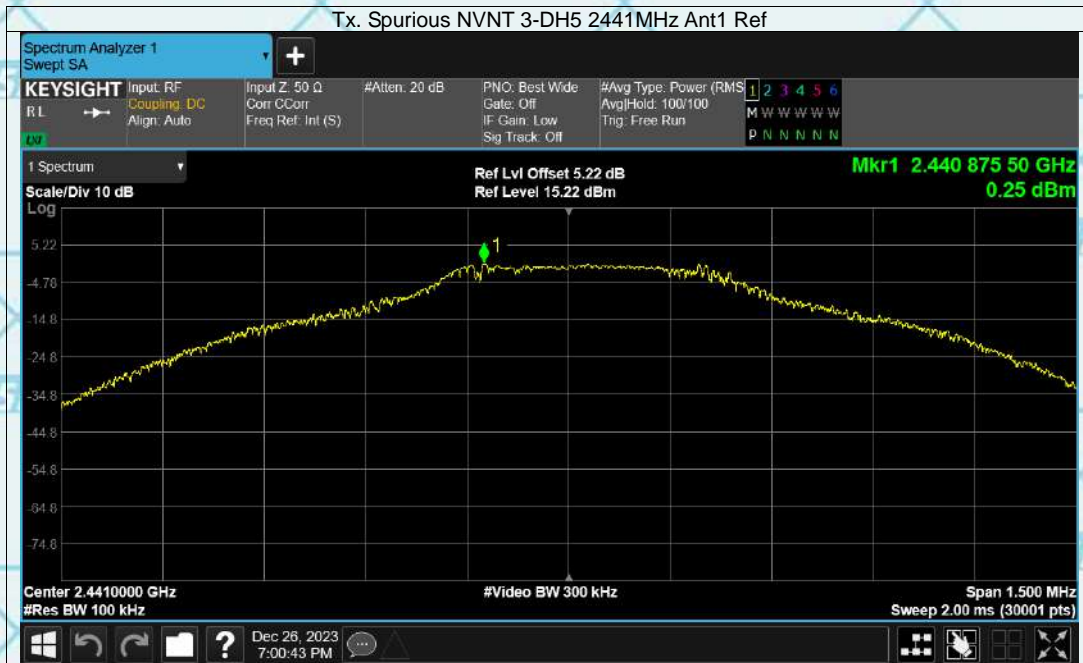 Tx. Spurious NVNT 3-DH5 2441MHz Ant1 Ref
Spectrum Analyzer 1
Swept SA
+
KEYSIGHT
RL
LXI
Input: RF
Coupling: DC
Align: Auto
Input Z: 50 Ω
Corr CCorr
Freq Ref: Int (S)
#Atten: 20 dB
PNO: Best Wide
Gate: Off
IF Gain: Low
Sig Track: Off
#Avg Type: Power (RMS
Avg|Hold: 100/100
Trig: Free Run
1 2 3 4 5 6
M W W W W W
P N N N N N
1 Spectrum
Scale/Div 10 dB
Log
Ref Lvl Offset 5.22 dB
Ref Level 15.22 dBm
Mkr1 2.440 875 50 GHz
0.25 dBm
1
5.22
-4.78
-14.8
-24.8
-34.8
-44.8
-54.8
-64.8
-74.8
Center 2.4410000 GHz
#Res BW 100 kHz
#Video BW 300 kHz
Span 1.500 MHz
Sweep 2.00 ms (30001 pts)
?
Dec 26, 2023
7:00:43 PM